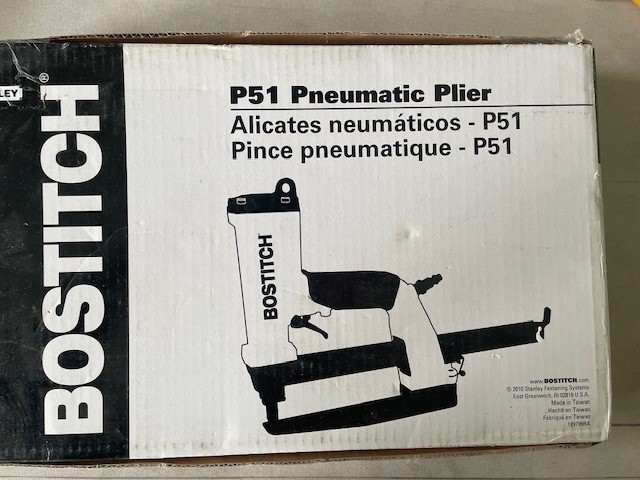 LEY
BOSTITCH®
P51 Pneumatic Plier
Alicates neumáticos - P51
Pince pneumatique - P51
BOSTITCH
www.BOSTITCH.com
© 2010 Stanley Fastening Systems
East Greenwich, RI 02818 U.S.A.
Made in Taiwan
Hecho en Taiwan
Fabriqué en Taiwan